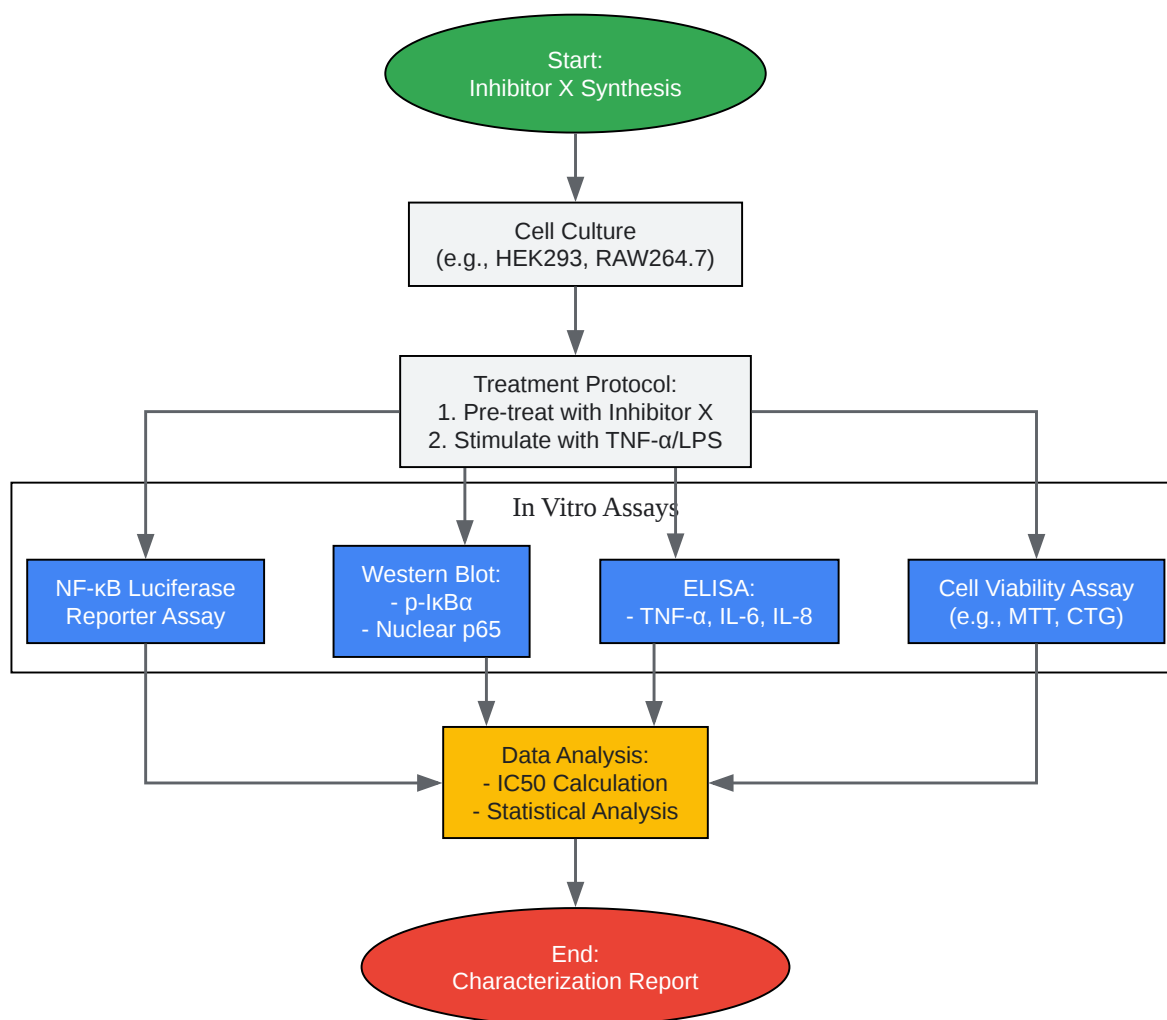 Start:
Inhibitor X Synthesis
Cell Culture
(e.g., HEK293, RAW264.7)
Treatment Protocol:
1. Pre-treat with Inhibitor X
2. Stimulate with TNF-α/LPS
In Vitro Assays
NF-κB Luciferase
Reporter Assay
Western Blot:
- p-IκBα
- Nuclear p65
ELISA:
- TNF-α, IL-6, IL-8
Cell Viability Assay
(e.g., MTT, CTG)
Data Analysis:
- IC50 Calculation
- Statistical Analysis
End:
Characterization Report